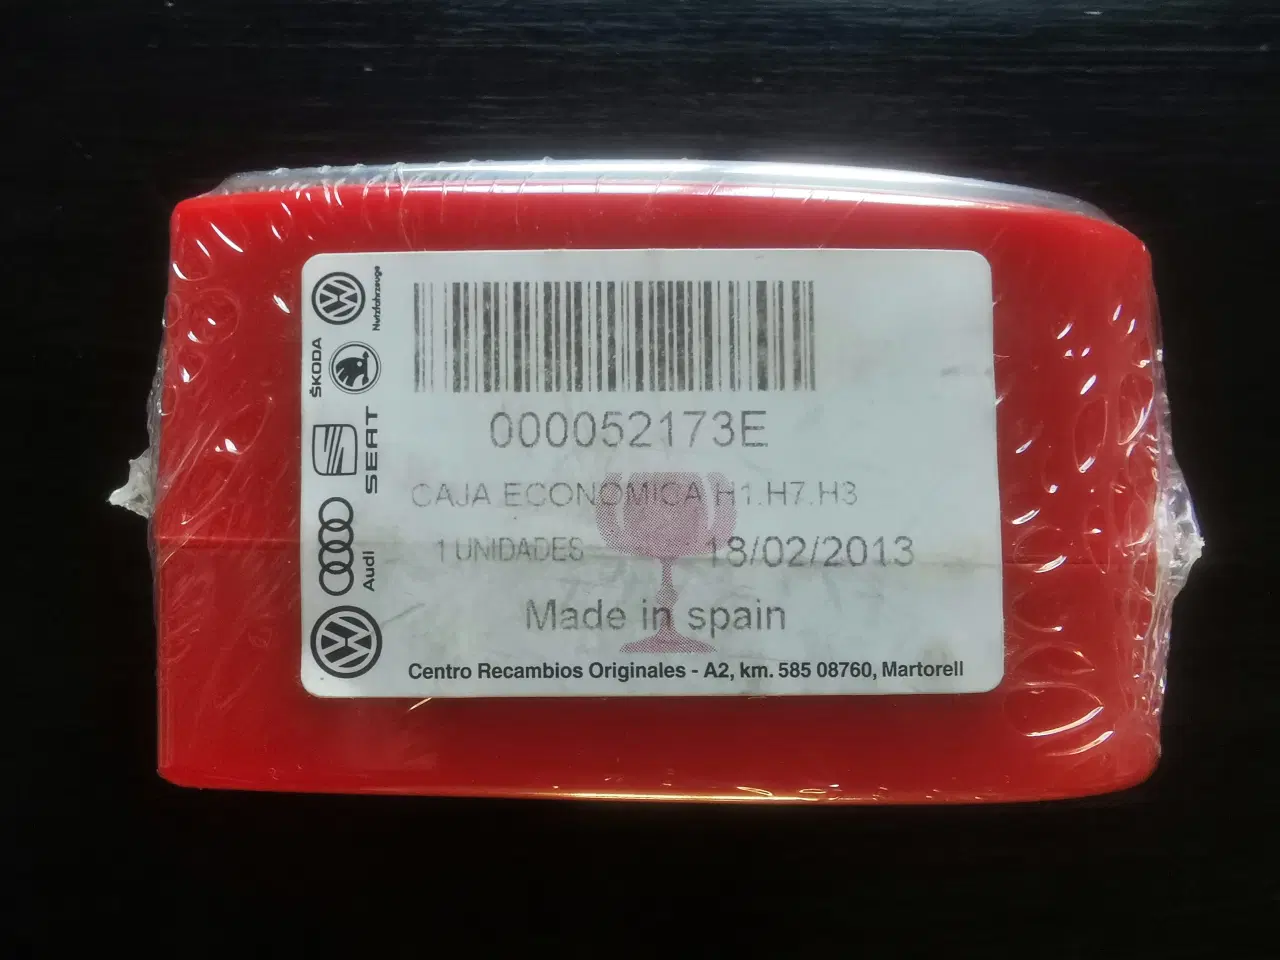 Nutzfahrzeuge
ŠKODA
SEAT
Audi
000052173E
CAJA ECONOMICA H1.H7.H3
1 UNIDADES 18/02/2013
Made in spain
Centro Recambios Originales - A2, km. 585 08760, Martorell